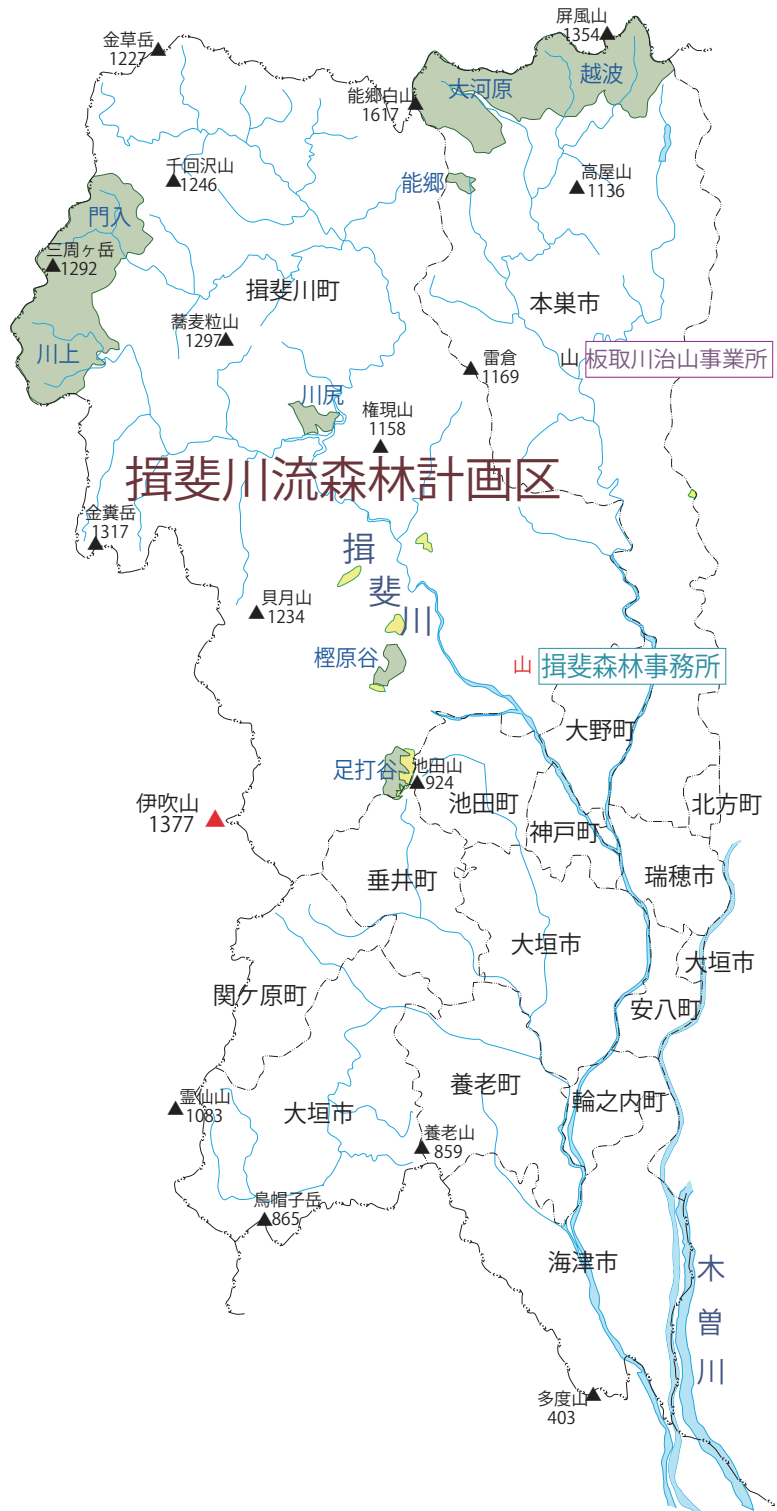 屏風山
1354
金草岳
1227
越波
大河原
能郷白山
1617
千回沢山
1246
能郷
高屋山
1136
門入
三周ヶ岳
1292
揖斐川町
本巣市
蕎麦粒山
1297
川上
雷倉
1169
山
板取川治山事業所
川尻
権現山
1158
揖斐川流森林計画区
金糞岳
1317
揖
斐
川
貝月山
1234
樫原谷
山
揖斐森林事務所
大野町
足打谷
池田山
924
伊吹山
1377
池田町
北方町
神戸町
垂井町
瑞穂市
大垣市
大垣市
関ケ原町
安八町
養老町
輪之内町
霊仙山
1083
大垣市
養老山
859
烏帽子岳
865
海津市
木
曽
川
多度山
403